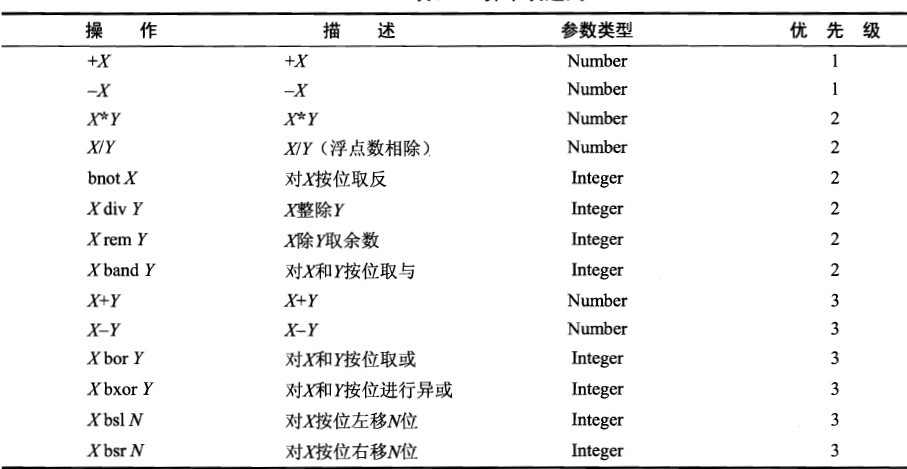 操 作 描 述 参数类型 优 先 级
+X +X Number 1
–X –X Number 1
X*Y X*Y Number 2
X/Y X/Y（浮点数相除） Number 2
bnot X 对X按位取反 Integer 2
X div Y X整除Y Integer 2
X rem Y X除Y取余数 Integer 2
X band Y 对X和Y按位取与 Integer 2
X+Y X+Y Number 3
X–Y X–Y Number 3
X bor Y 对X和Y按位取或 Integer 3
X bxor Y 对X和Y按位进行异或 Integer 3
X bsl N 对X按位左移N位 Integer 3
X bsr N 对X按位右移N位 Integer 3